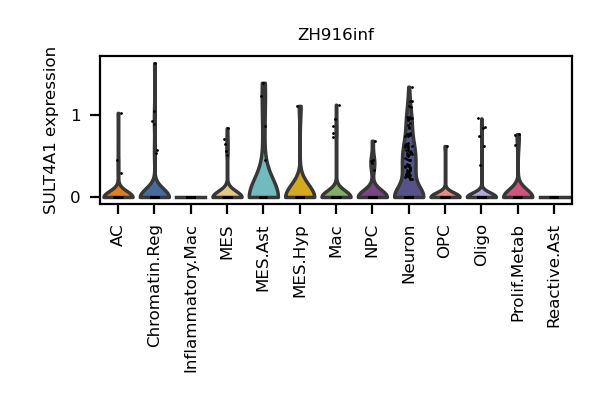 ZH916inf
SULT4A1 expression
1
0
AC
Chromatin.Reg
Inflammatory.Mac
MES
MES.Ast
MES.Hyp
Mac
NPC
Neuron
OPC
Oligo
Prolif.Metab
Reactive.Ast